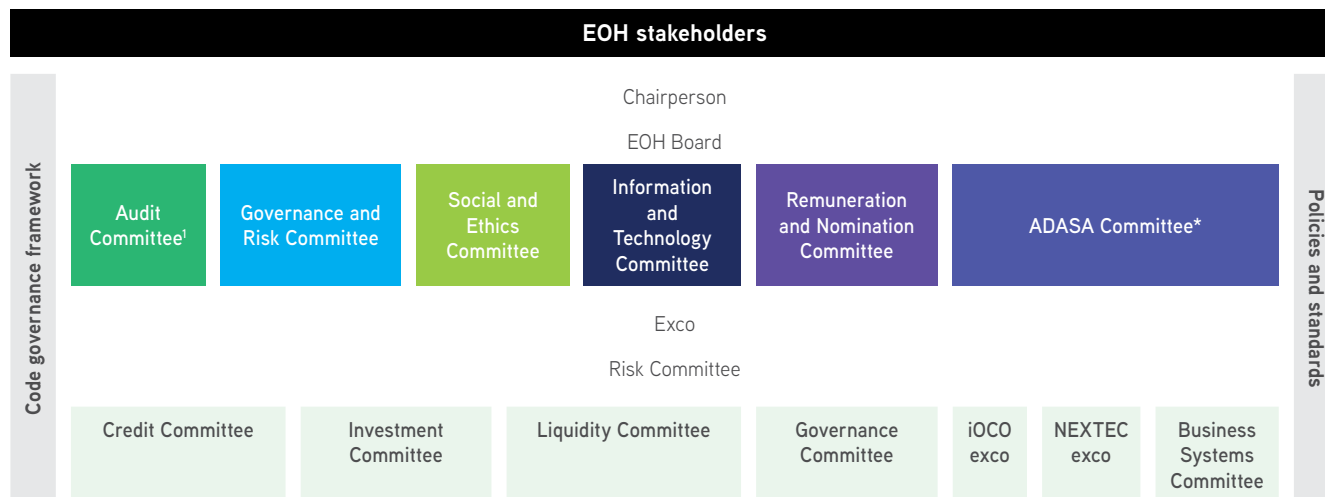 EOH stakeholders
Code governance framework
Chairperson
EOH Board
Audit
Committee¹
Governance and
Risk Committee
Social and
Ethics
Committee
Information
and
Technology
Committee
Remuneration
and Nomination
Committee
ADASA Committee*
Exco
Risk Committee
Credit Committee
Investment
Committee
Liquidity Committee
Governance
Committee
iOCO
exco
NEXTEC
exco
Business
Systems
Committee
Policies and standards